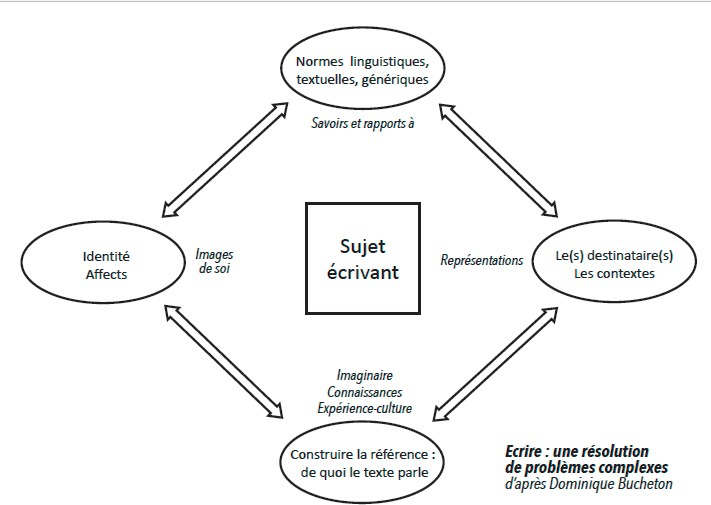 Normes linguistiques,
textuelles, génériques
Savoirs et rapports à
Identité
Affects
Images
de soi
Sujet
écrivant
Représentations
Le(s) destinataire(s)
Les contextes
Imaginaire
Connaissances
Expérience-culture
Construire la référence :
de quoi le texte parle
Ecrire : une résolution
de problèmes complexes
d'après Dominique Bucheton